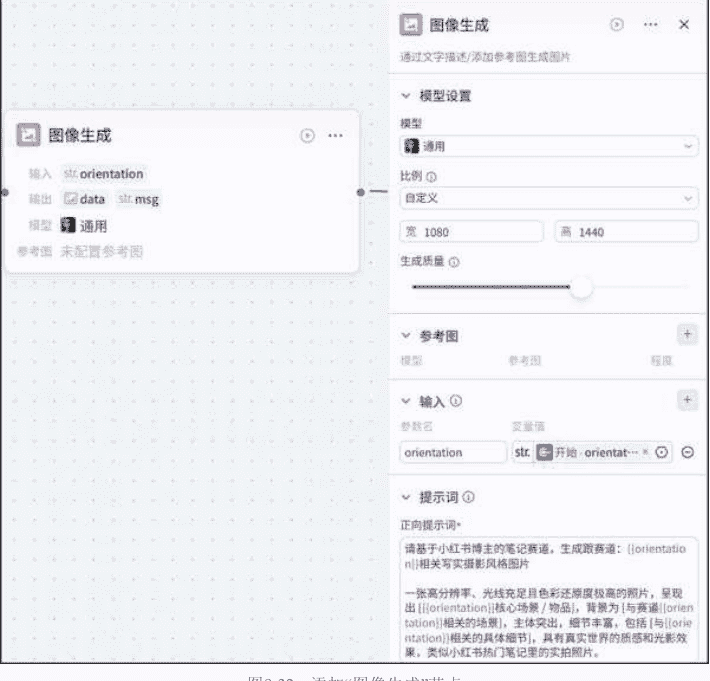 图像生成
输入 str. orientation
输出 data str. msg
模型 通用
参考图 未配置参考图
图像生成
通过文字描述/添加参考图生成图片
模型设置
模型
通用
比例
自定义
宽 1080
高 1440
生成质量
参考图
模型 参考图 程度
输入
参数名 变量值
orientation str. 开始 · orientat···
提示词
正向提示词*
请基于小红书博主的笔记赛道，生成跟赛道：{{orientatio
n}}相关写实摄影风格图片
一张高分辨率、光线充足且色彩还原度极高的照片，呈现
出 [{{orientation}}核心场景 / 物品]，背景为 [与赛道{{orien
tation}}相关的场景]，主体突出，细节丰富，包括 [与{{orie
ntation}}相关的具体细节]，具有真实世界的质感和光影效
果，类似小红书热门笔记里的实拍照片。